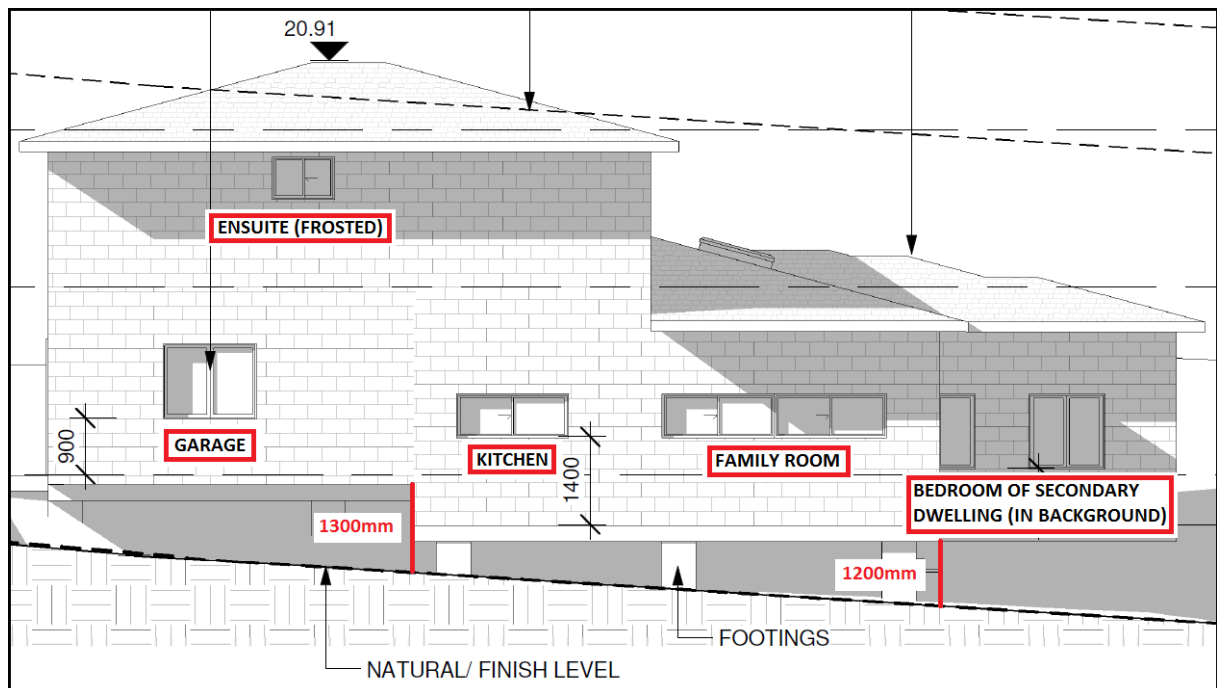 20.91
ENSUITE (FROSTED)
900
GARAGE
KITCHEN
1400
FAMILY ROOM
BEDROOM OF SECONDARY
DWELLING (IN BACKGROUND)
1300mm
1200mm
FOOTINGS
NATURAL/ FINISH LEVEL